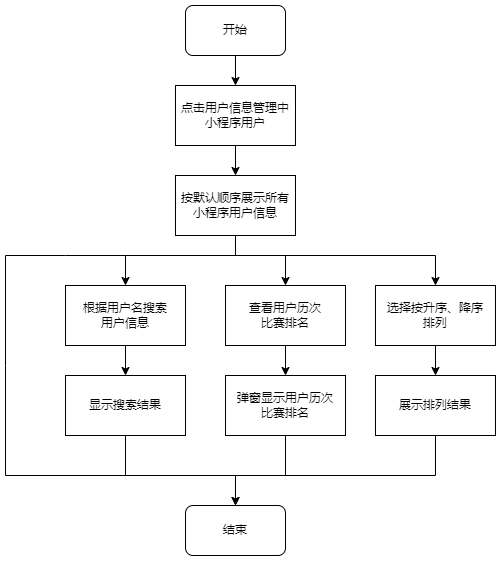 开始
点击用户信息管理中
小程序用户
按默认顺序展示所有
小程序用户信息
根据用户名搜索
用户信息
查看用户历次
比赛排名
选择按升序、降序
排列
显示搜索结果
弹窗显示用户历次
比赛排名
展示排列结果
结束